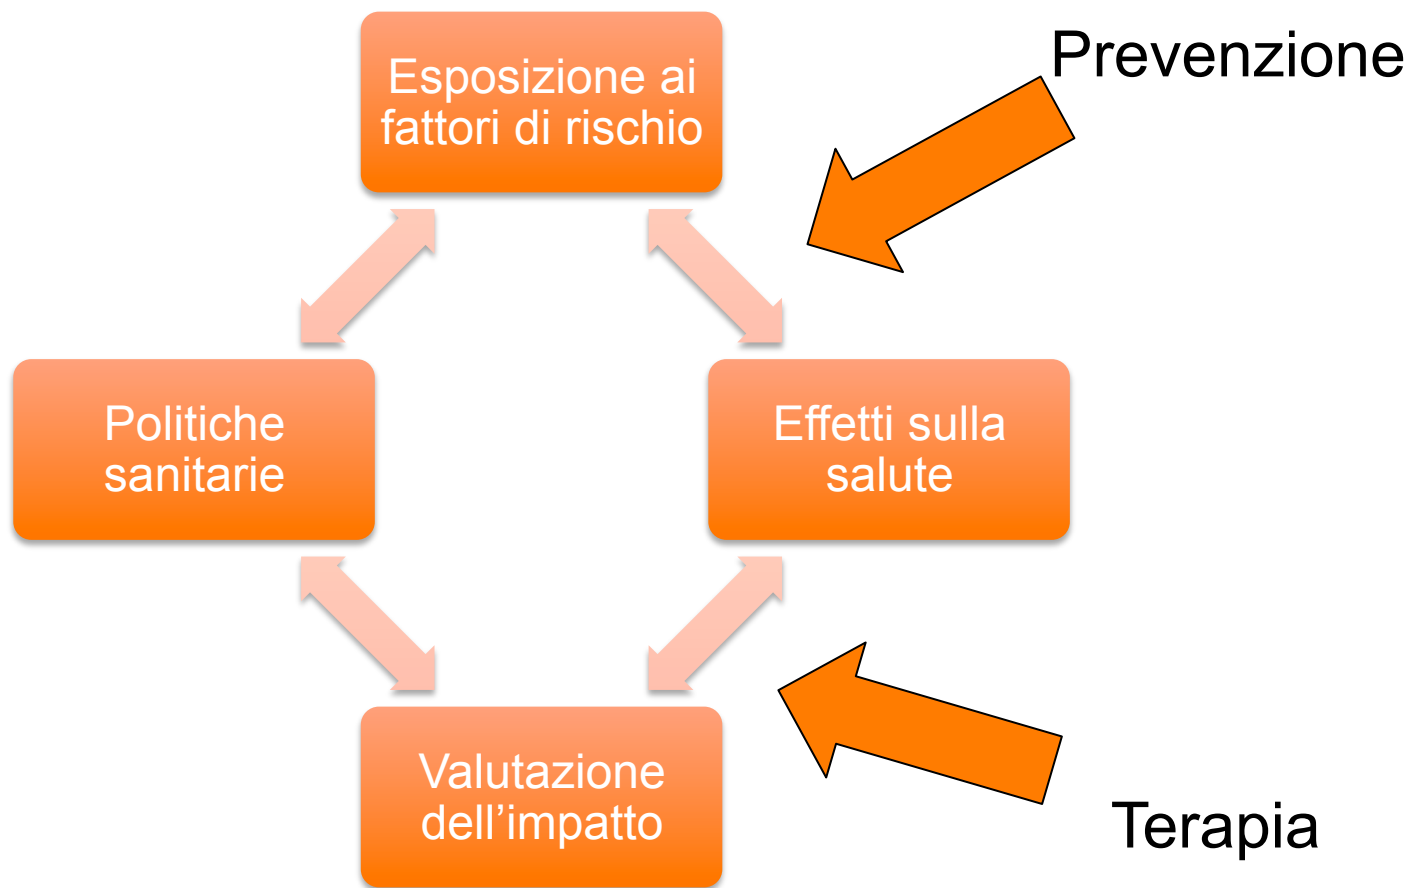 Esposizione ai
fattori di rischio
Prevenzione
Politiche
sanitarie
Effetti sulla
salute
Valutazione
dell’impatto
Terapia